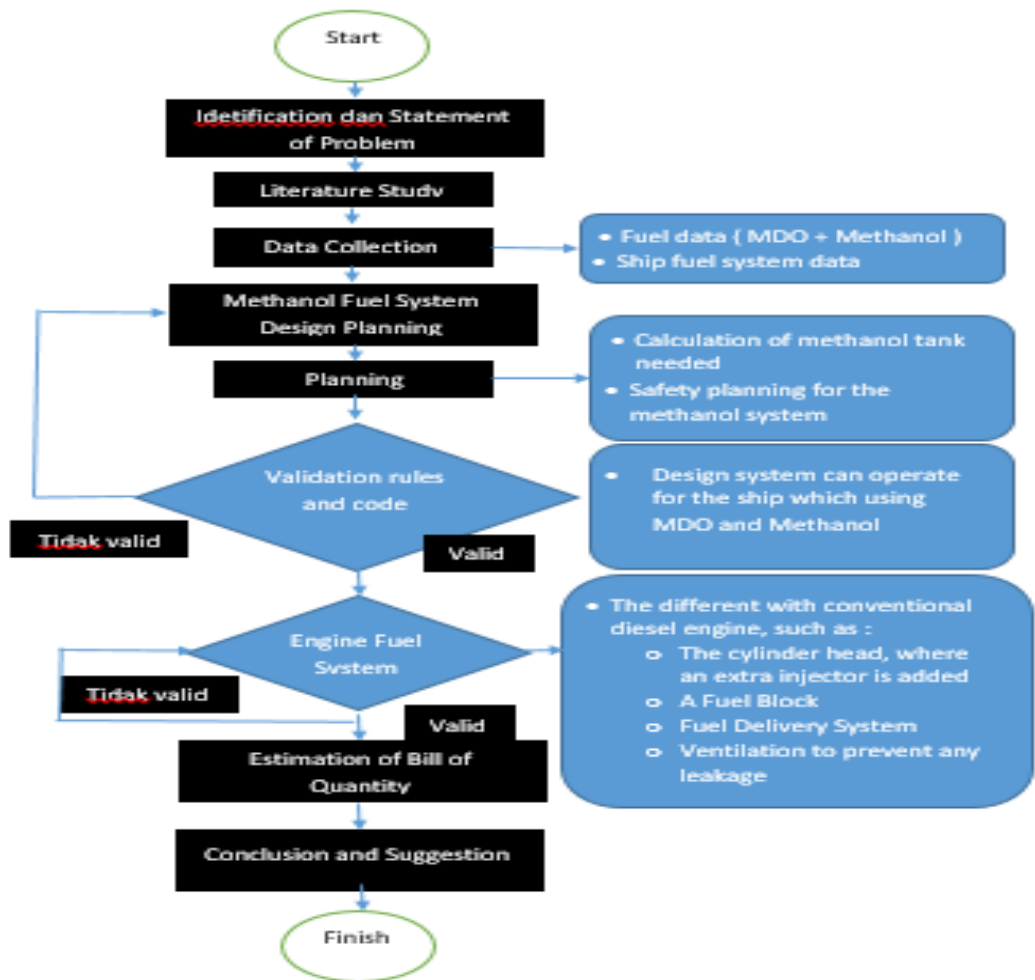 Start
Idetification dan Statement
of Problem
Literature Study
Data Collection
• Fuel data ( MDO + Methanol )
• Ship fuel system data
Methanol Fuel System
Design Planning
Planning
• Calculation of methanol tank
needed
• Safety planning for the
methanol system
Validation rules
and code
• Design system can operate
for the ship which using
MDO and Methanol
Tidak valid
Valid
Engine Fuel
System
• The different with conventional
diesel engine, such as :
o The cylinder head, where
an extra injector is added
o A Fuel Block
o Fuel Delivery System
o Ventilation to prevent any
leakage
Tidak valid
Valid
Estimation of Bill of
Quantity
Conclusion and Suggestion
Finish